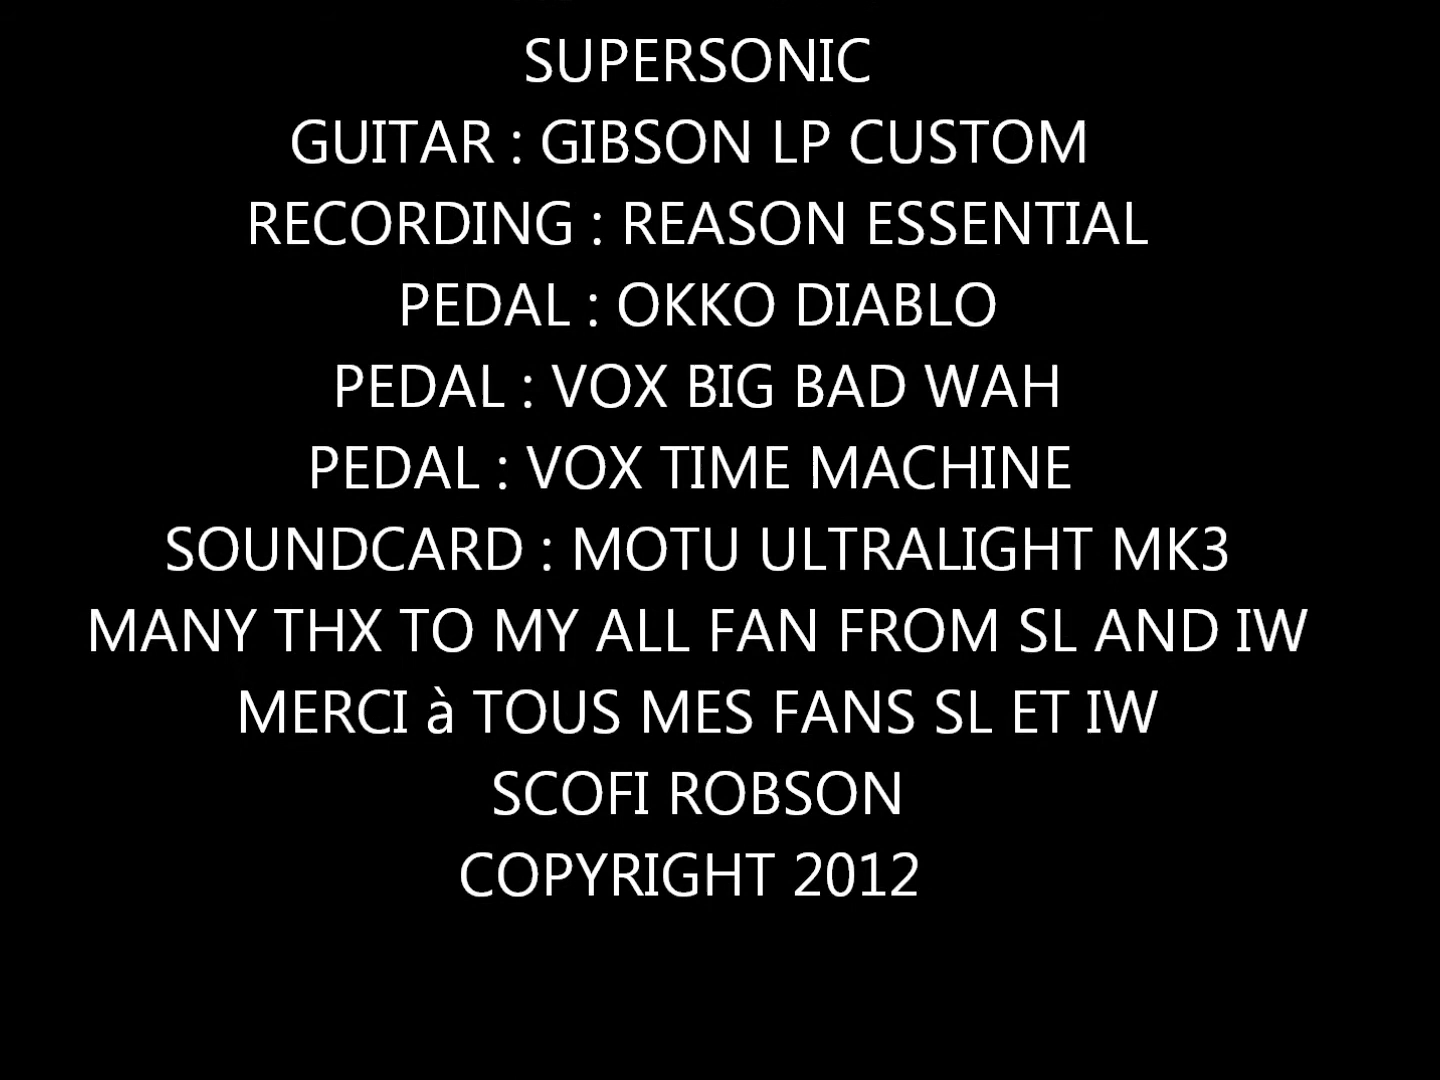 SUPERSONIC
GUITAR : GIBSON LP CUSTOM
RECORDING : REASON ESSENTIAL
PEDAL : OKKO DIABLO
PEDAL : VOX BIG BAD WAH
PEDAL : VOX TIME MACHINE
SOUNDCARD : MOTU ULTRALIGHT MK3
MANY THX TO MY ALL FAN FROM SL AND IW
MERCI à TOUS MES FANS SL ET IW
SCOFI ROBSON
COPYRIGHT 2012